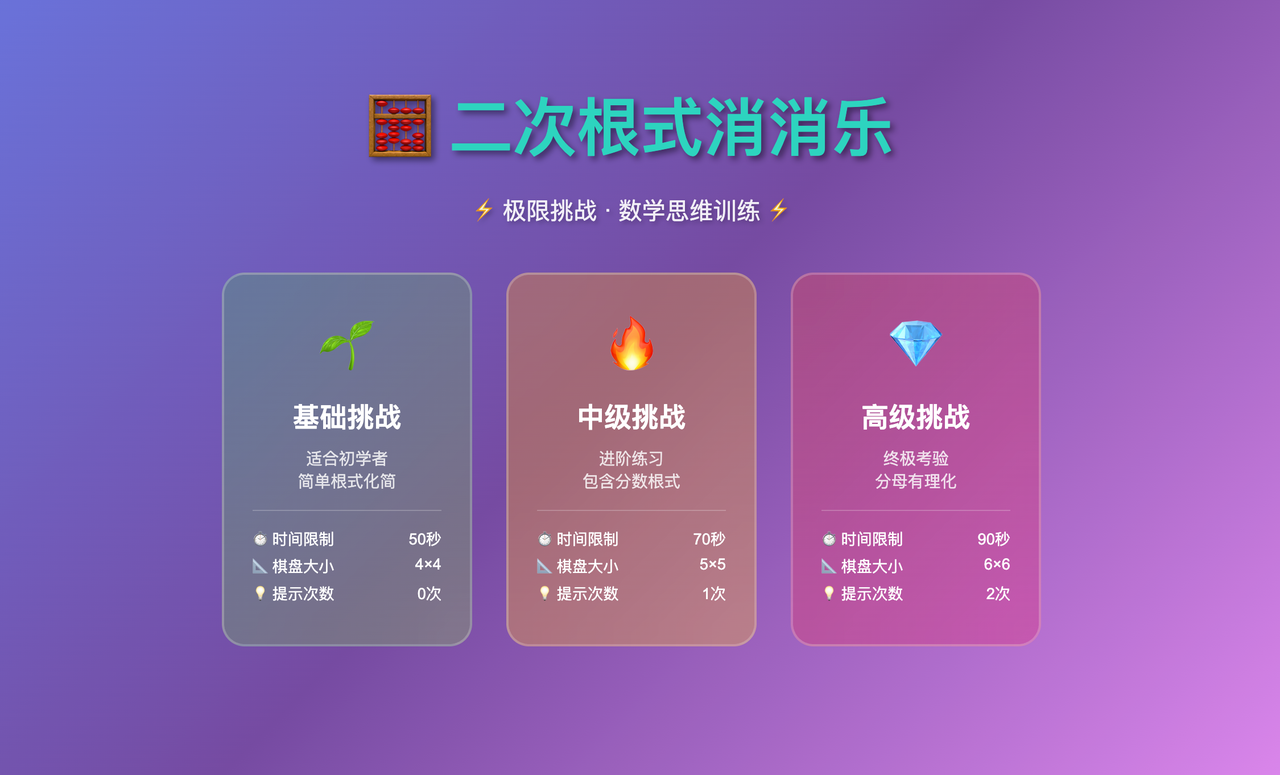 二次根式消消乐
极限挑战 · 数学思维训练
基础挑战
适合初学者
简单根式化简
时间限制 50秒
棋盘大小 4×4
提示次数 0次
中级挑战
进阶练习
包含分数根式
时间限制 70秒
棋盘大小 5×5
提示次数 1次
高级挑战
终极考验
分母有理化
时间限制 90秒
棋盘大小 6×6
提示次数 2次